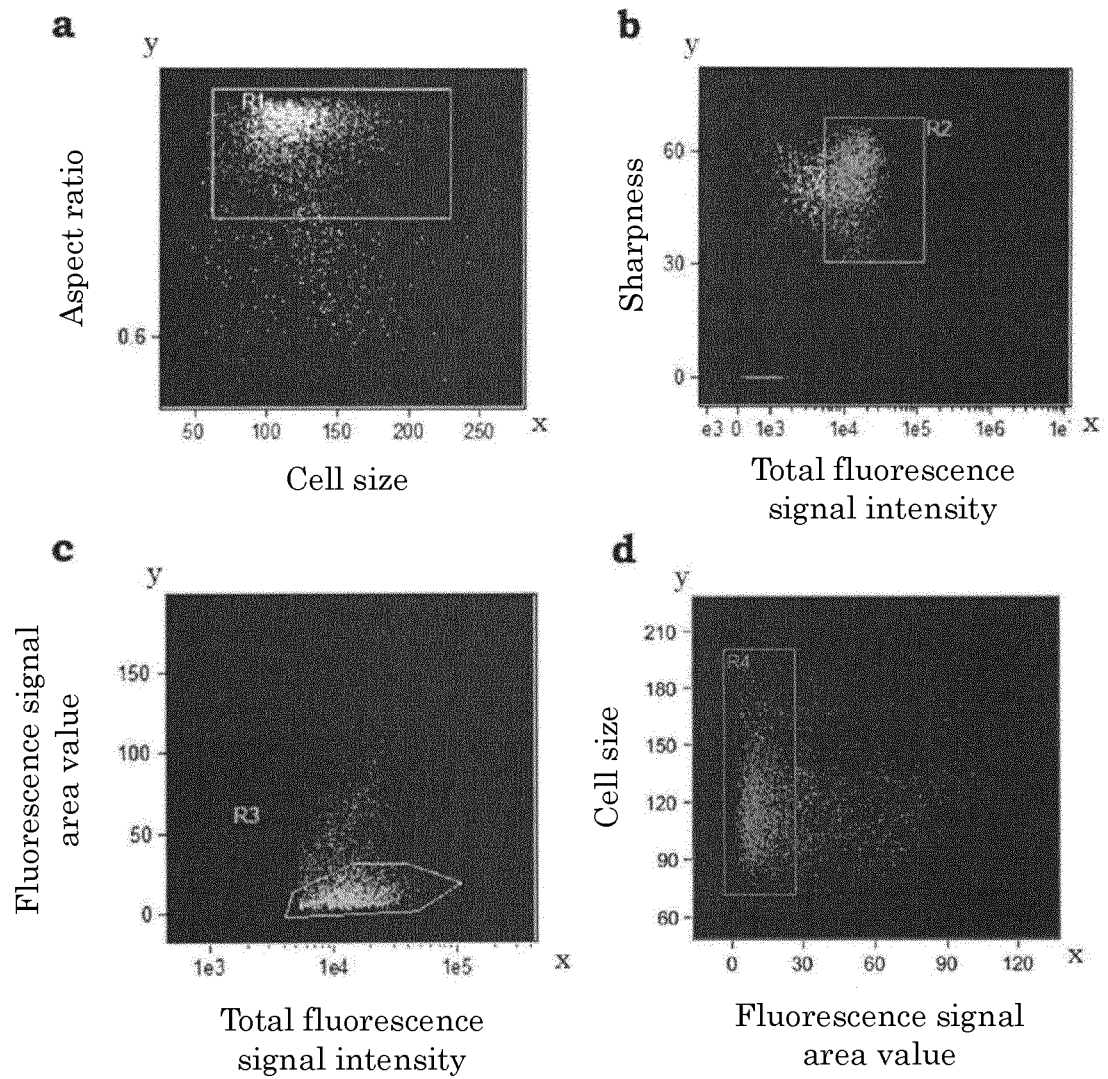 a
y
R1
Aspect ratio
0.6
50 100 150 200 250 x
Cell size
b
y
R2
60
Sharpness
30
0
e3 0 1e3 1e4 1e5 1e6 1e x
Total fluorescence
signal intensity
c
y
Fluorescence signal
area value
150
100
R3
50
0
1e3 1e4 1e5 x
Total fluorescence
signal intensity
d
y
210
R4
180
150
Cell size
120
90
60
0 30 60 90 120 x
Fluorescence signal
area value